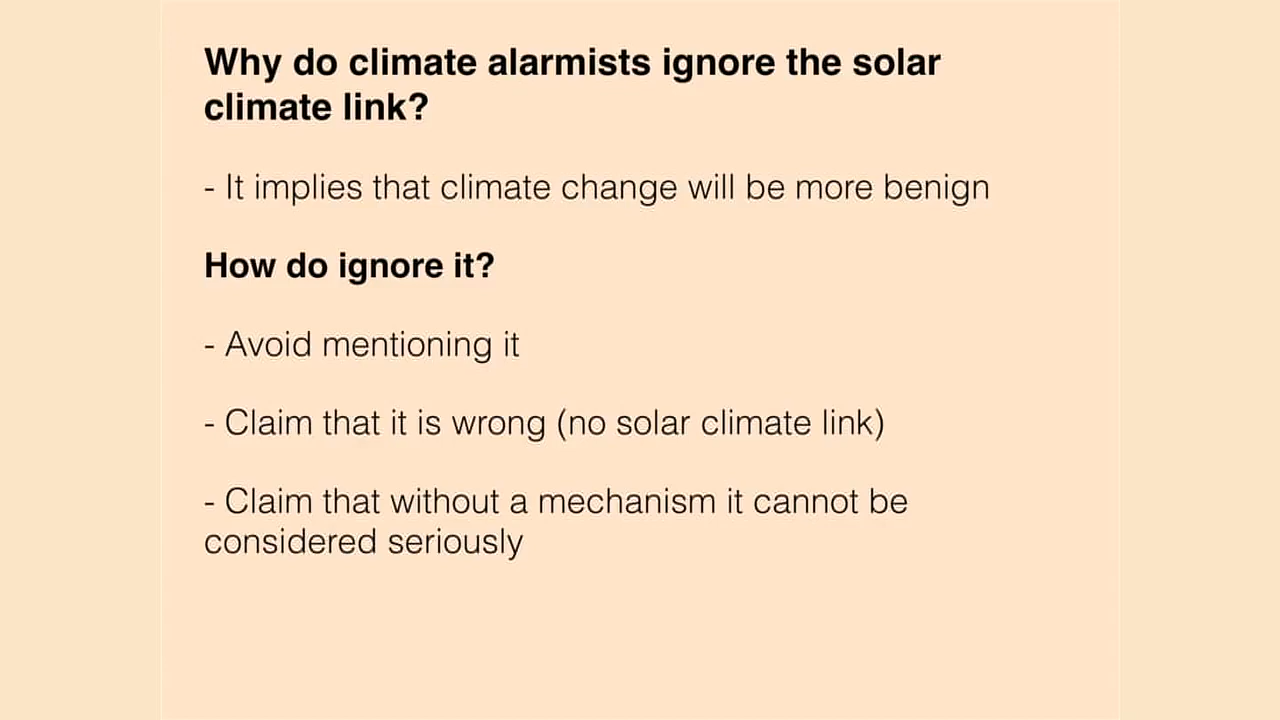 Why do climate alarmists ignore the solar
climate link?
- It implies that climate change will be more benign
How do ignore it?
- Avoid mentioning it
- Claim that it is wrong (no solar climate link)
- Claim that without a mechanism it cannot be
considered seriously